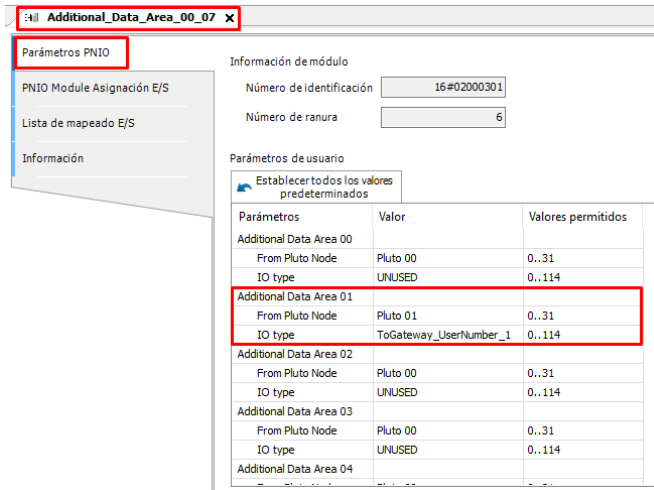 Additional_Data_Area_00_07 x
Parámetros PNIO
PNIO Module Asignación E/S
Lista de mapeado E/S
Información
Información de módulo
Número de identificación 16#02000301
Número de ranura 6
Parámetros de usuario
Establecer todos los valores
predeterminados
Parámetros Valor Valores permitidos
Additional Data Area 00
From Pluto Node Pluto 00 0..31
IO type UNUSED 0..114
Additional Data Area 01
From Pluto Node Pluto 01 0..31
IO type ToGateway_UserNumber_1 0..114
Additional Data Area 02
From Pluto Node Pluto 00 0..31
IO type UNUSED 0..114
Additional Data Area 03
From Pluto Node Pluto 00 0..31
IO type UNUSED 0..114
Additional Data Area 04